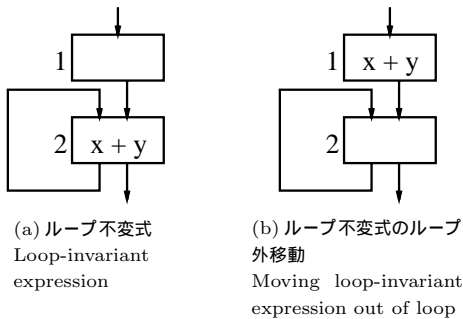 1
2 x + y
(a) ループ不変式
Loop-invariant
expression
1 x + y
2
(b) ループ不変式のループ
外移動
Moving loop-invariant
expression out of loop